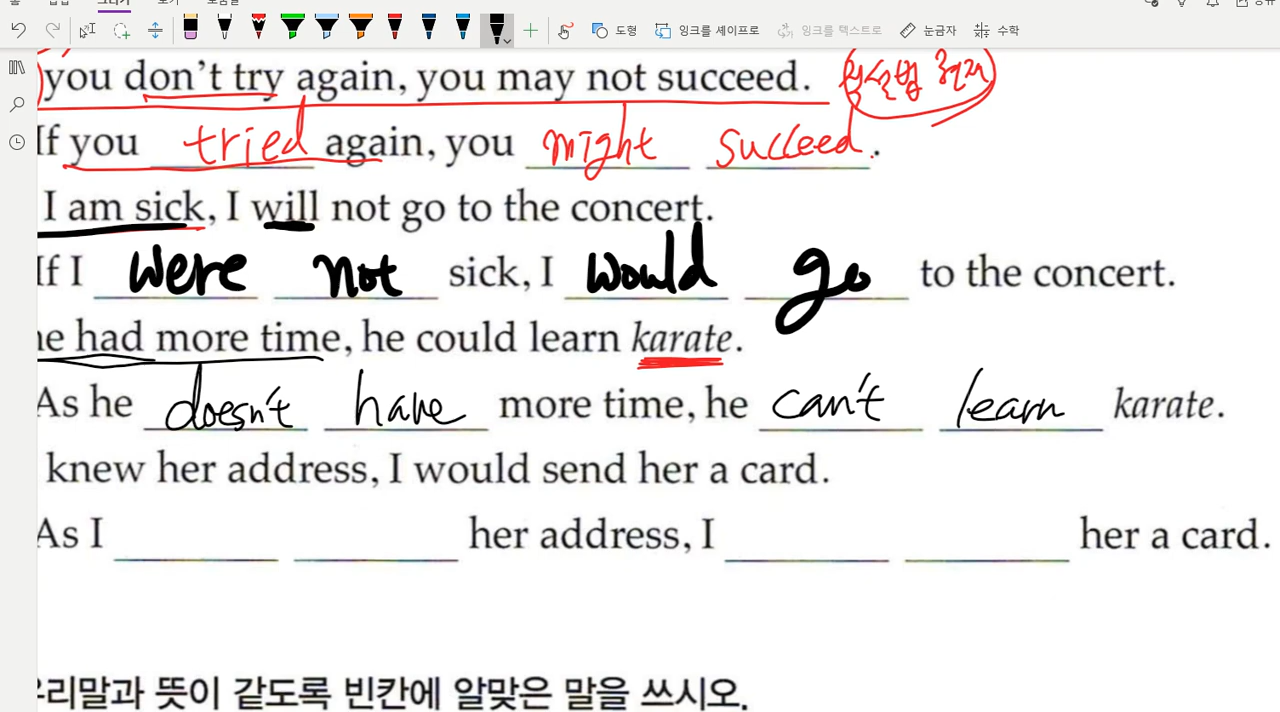 도형 잉크를 셰이프로 잉크를 텍스트로 눈금자 수학
you don't try again, you may not succeed.
If you tried again, you might succeed.
I am sick, I will not go to the concert.
If I were not sick, I would go to the concert.
he had more time, he could learn karate.
As he doesn't have more time, he can't learn karate.
knew her address, I would send her a card.
As I her address, I her a card.
우리말과 뜻이 같도록 빈칸에 알맞은 말을 쓰시오.